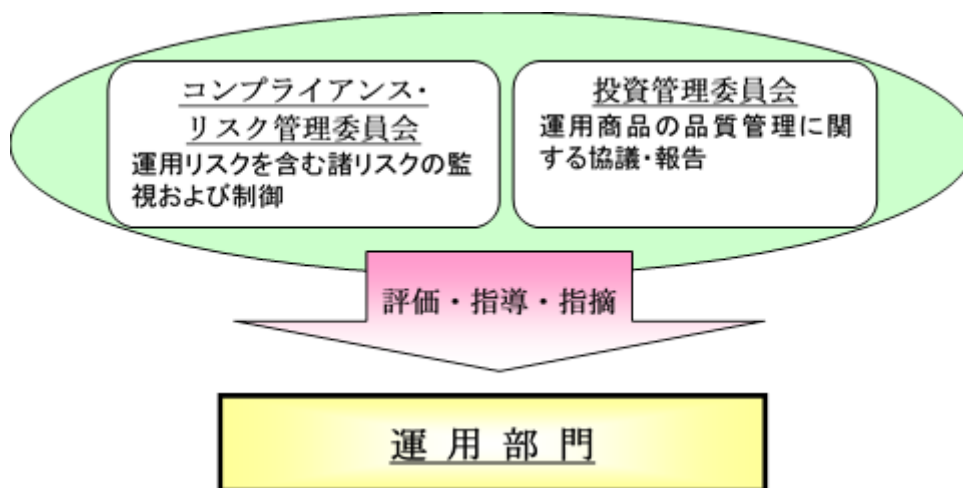 コンプライアンス・
リスク管理委員会
運用リスクを含む諸リスクの監
視および制御
投資管理委員会
運用商品の品質管理に関
する協議・報告
評価・指導・指摘
運用部門